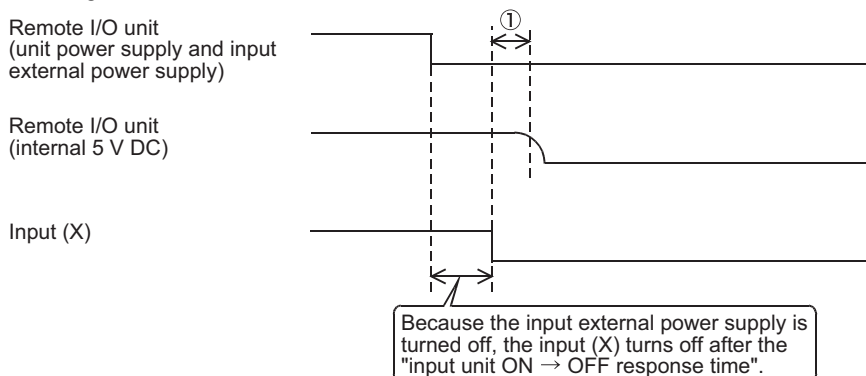 ①
Remote I/O unit
(unit power supply and input
external power supply)
Remote I/O unit
(internal 5 V DC)
Input (X)
Because the input external power supply is
turned off, the input (X) turns off after the
"input unit ON → OFF response time".